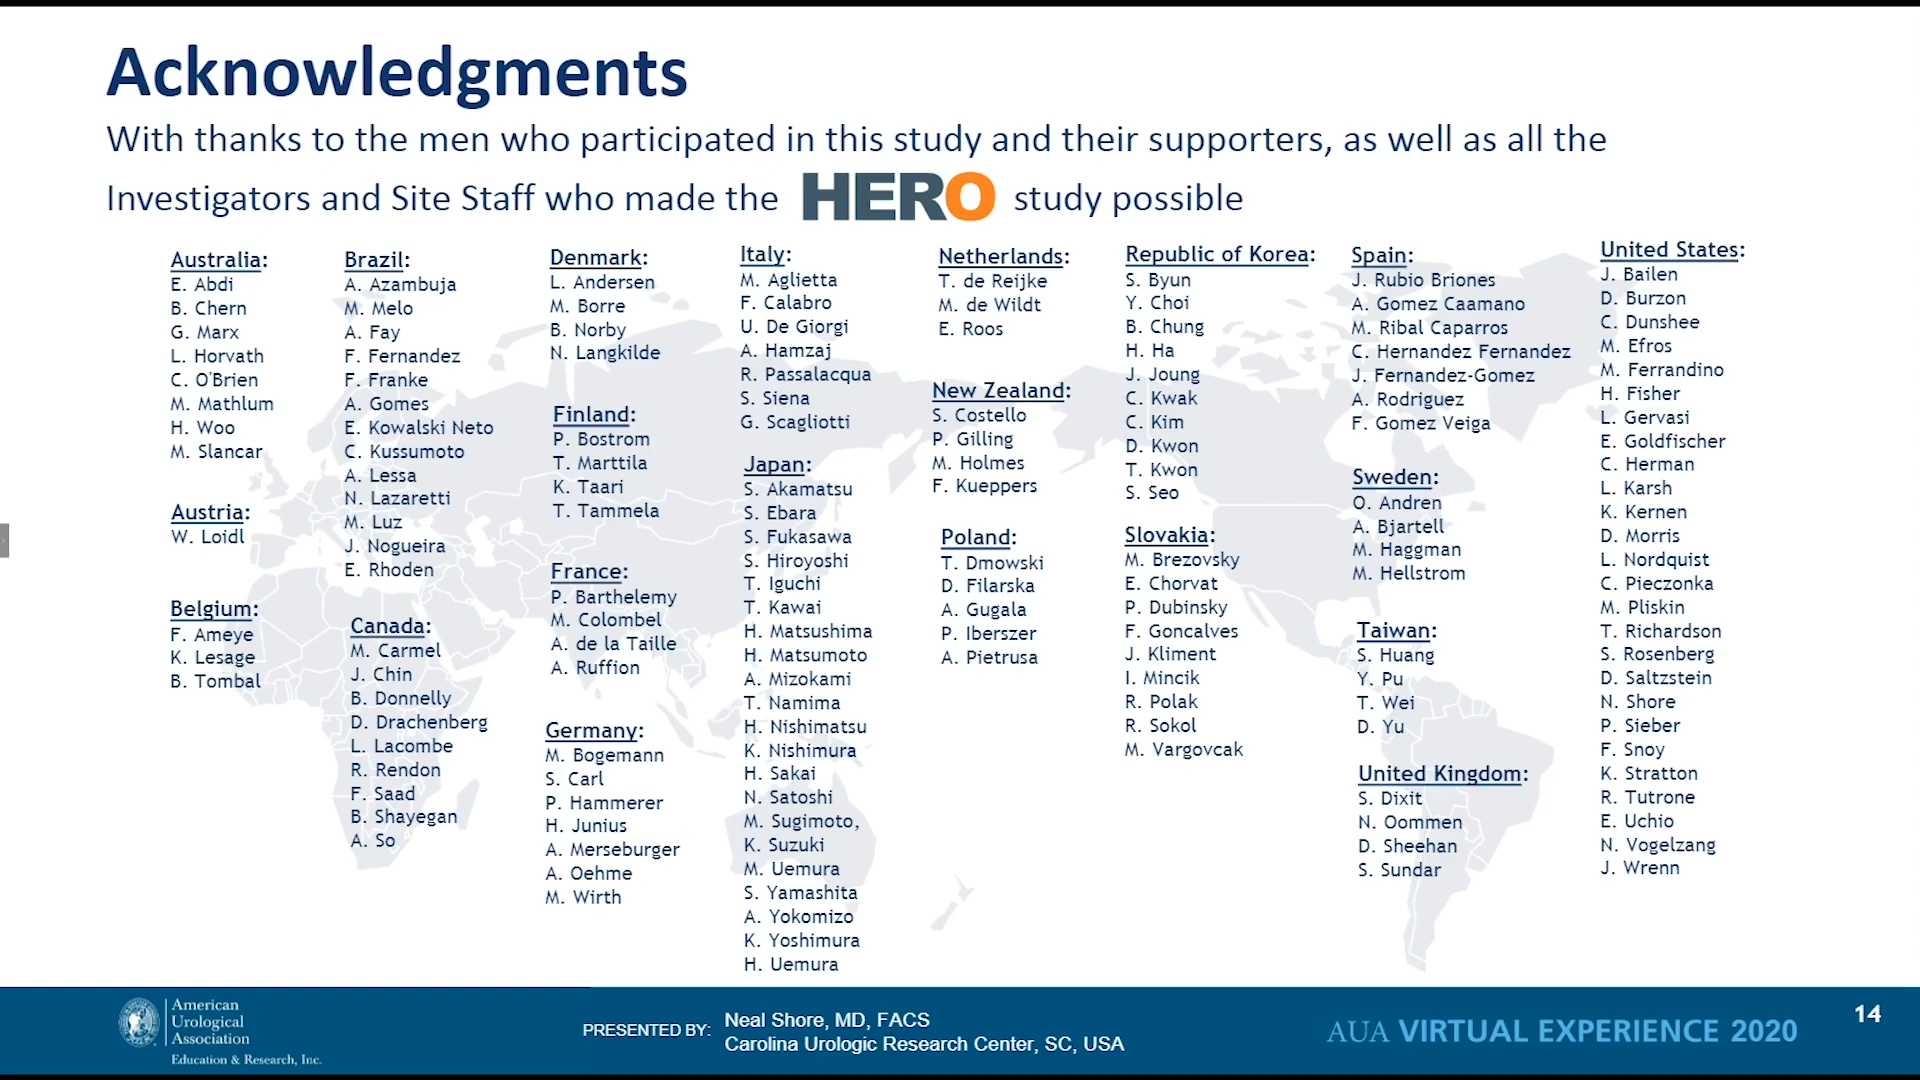 Acknowledgments
With thanks to the men who participated in this study and their supporters, as well as all the
Investigators and Site Staff who made the HERO study possible
Australia:
E. Abdi
B. Chern
G. Marx
L. Horvath
C. O'Brien
M. Mathlum
H. Woo
M. Slancar
Austria:
W. Loidl
Belgium:
F. Ameye
K. Lesage
B. Tombal
Brazil:
A. Azambuja
M. Melo
A. Fay
F. Fernandez
F. Franke
A. Gomes
E. Kowalski Neto
C. Kussumoto
A. Lessa
N. Lazaretti
M. Luz
J. Nogueira
E. Rhoden
Canada:
M. Carmel
J. Chin
B. Donnelly
D. Drachenberg
L. Lacombe
R. Rendon
F. Saad
B. Shayegan
A. So
Denmark:
L. Andersen
M. Borre
B. Norby
N. Langkilde
Finland:
P. Bostrom
T. Marttila
K. Taari
T. Tammela
France:
P. Barthelemy
M. Colombel
A. de la Taille
A. Ruffion
Germany:
M. Bogemann
S. Carl
P. Hammerer
H. Junius
A. Merseburger
A. Oehme
M. Wirth
Italy:
M. Aglietta
F. Calabro
U. De Giorgi
A. Hamzaj
R. Passalacqua
S. Siena
G. Scagliotti
Japan:
S. Akamatsu
S. Ebara
S. Fukasawa
S. Hiroyoshi
T. Iguchi
T. Kawai
H. Matsushima
H. Matsumoto
A. Mizokami
T. Namima
H. Nishimatsu
K. Nishimura
H. Sakai
N. Satoshi
M. Sugimoto,
K. Suzuki
M. Uemura
S. Yamashita
A. Yokomizo
K. Yoshimura
H. Uemura
Netherlands:
T. de Reijke
M. de Wildt
E. Roos
New Zealand:
S. Costello
P. Gilling
M. Holmes
F. Kueppers
Poland:
T. Dmowski
D. Filarska
A. Gugala
P. Iberszer
A. Pietrusa
Republic of Korea:
S. Byun
Y. Choi
B. Chung
H. Ha
J. Joung
C. Kwak
C. Kim
D. Kwon
T. Kwon
S. Seo
Slovakia:
M. Brezovsky
E. Chorvat
P. Dubinsky
F. Goncalves
J. Kliment
I. Mincik
R. Polak
R. Sokol
M. Vargovcak
Spain:
J. Rubio Briones
A. Gomez Caamano
M. Ribal Caparros
C. Hernandez Fernandez
J. Fernandez-Gomez
A. Rodriguez
F. Gomez Veiga
Sweden:
O. Andren
A. Bjartell
M. Haggman
M. Hellstrom
Taiwan:
S. Huang
Y. Pu
T. Wei
D. Yu
United Kingdom:
S. Dixit
N. Oommen
D. Sheehan
S. Sundar
United States:
J. Bailen
D. Burzon
C. Dunshee
M. Efros
M. Ferrandino
H. Fisher
L. Gervasi
E. Goldfischer
C. Herman
L. Karsh
K. Kernen
D. Morris
L. Nordquist
C. Pieczonka
M. Pliskin
T. Richardson
S. Rosenberg
D. Saltzstein
N. Shore
P. Sieber
F. Snoy
K. Stratton
R. Tutrone
E. Uchio
N. Vogelzang
J. Wrenn
American
Urological
Association
Education & Research, Inc.
PRESENTED BY:
Neal Shore, MD, FACS
Carolina Urologic Research Center, SC, USA
AUA VIRTUAL EXPERIENCE 2020
14